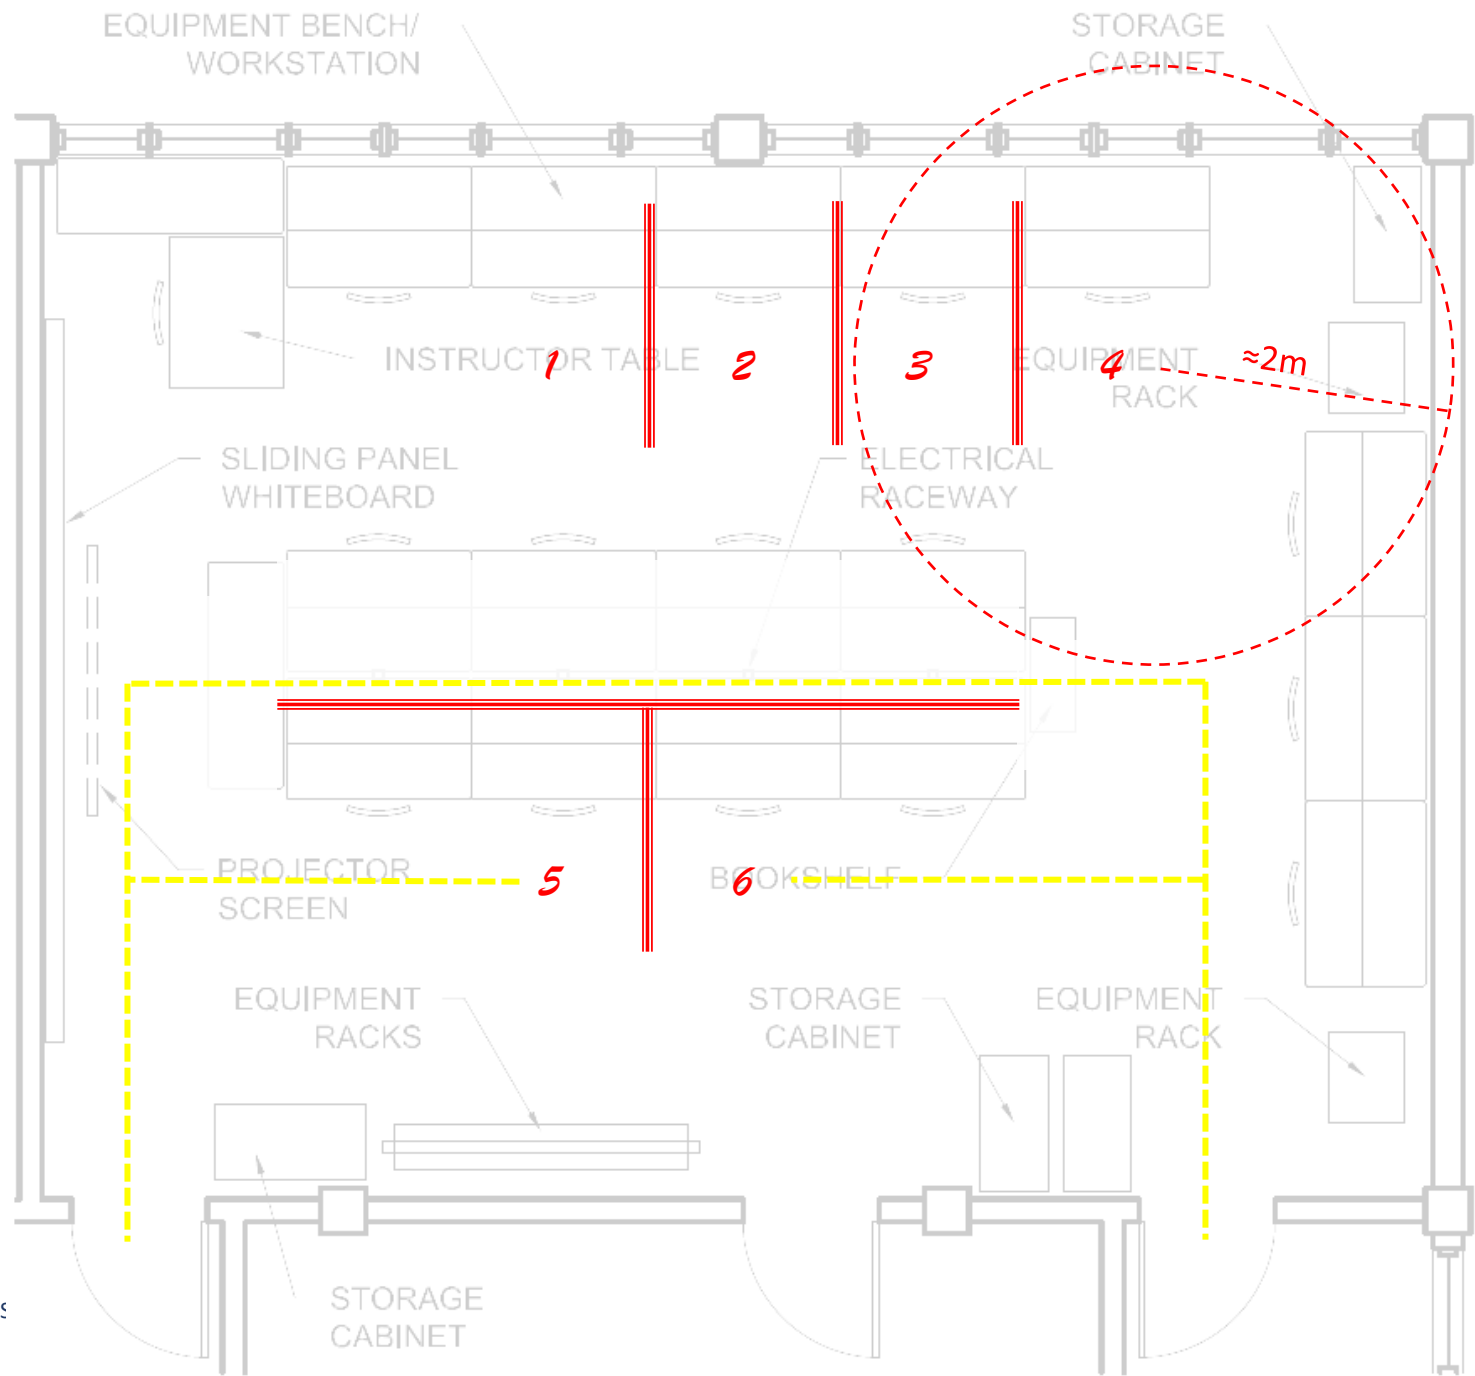 EQUIPMENT BENCH/
WORKSTATION
STORAGE
CABINET
INSTRUCTOR TABLE
1
2
3
4
EQUIPMENT
RACK
≈2m
SLIDING PANEL
WHITEBOARD
ELECTRICAL
RACEWAY
PROJECTOR
SCREEN
5
6
BOOKSHELF
EQUIPMENT
RACKS
STORAGE
CABINET
EQUIPMENT
RACK
STORAGE
CABINET
s